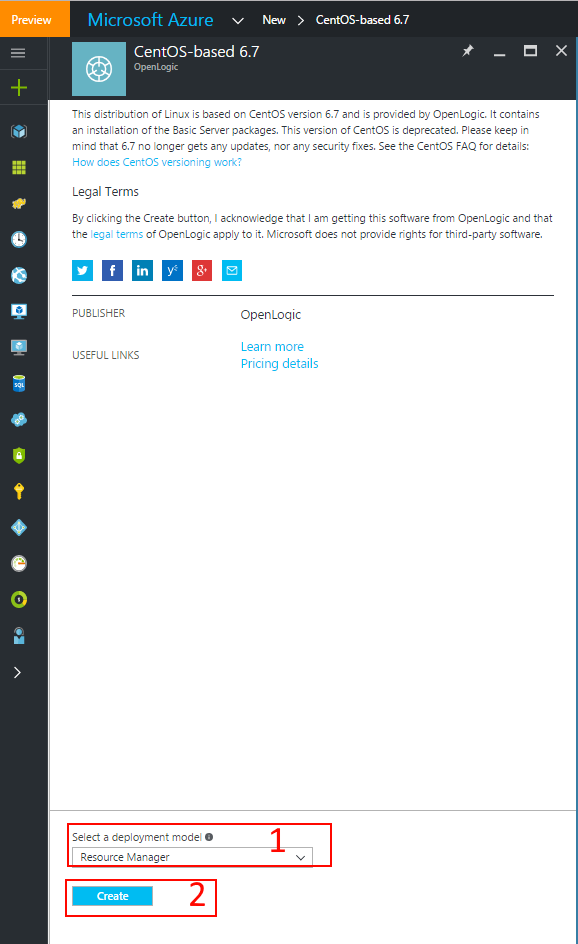 Preview
Microsoft Azure
New
CentOS-based 6.7
CentOS-based 6.7
OpenLogic
This distribution of Linux is based on CentOS version 6.7 and is provided by OpenLogic. It contains
an installation of the Basic Server packages. This version of CentOS is deprecated. Please keep in
mind that 6.7 no longer gets any updates, nor any security fixes. See the CentOS FAQ for details:
How does CentOS versioning work?
Legal Terms
By clicking the Create button, I acknowledge that I am getting this software from OpenLogic and that
the legal terms of OpenLogic apply to it. Microsoft does not provide rights for third-party software.
PUBLISHER
OpenLogic
USEFUL LINKS
Learn more
Pricing details
SQL
Select a deployment model
1
Resource Manager
Create
2